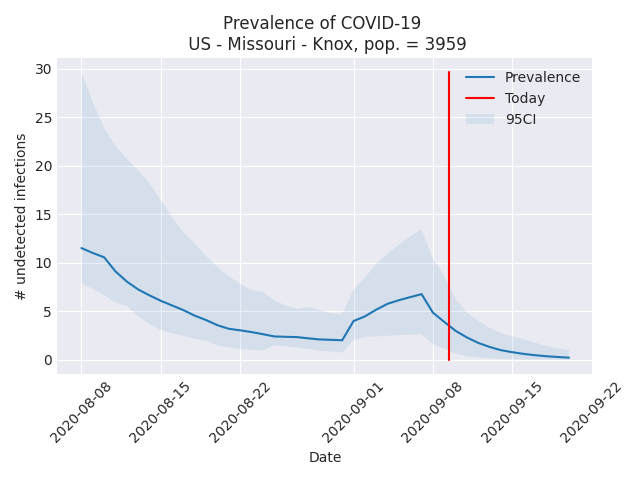 Prevalence of COVID-19
US - Missouri - Knox, pop. = 3959
Prevalence
Today
95CI
# undetected infections
30
25
20
15
10
5
0
2020-08-08
2020-08-15
2020-08-22
2020-09-01
2020-09-08
2020-09-15
2020-09-22
Date